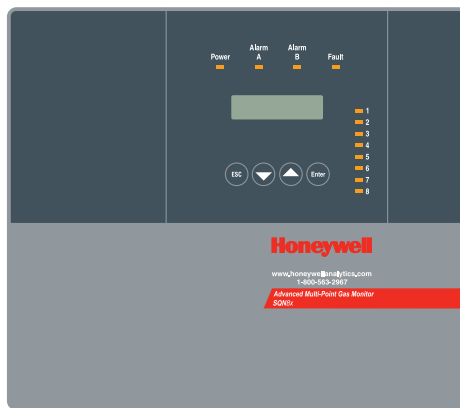 Alarm Alarm
Power A B Fault
1
2
3
4
5
6
7
8
ESC Enter
Honeywell
www.honeywellanalytics.com
1-800-563-2967
Advanced Multi-Point Gas Monitor
SQN8x